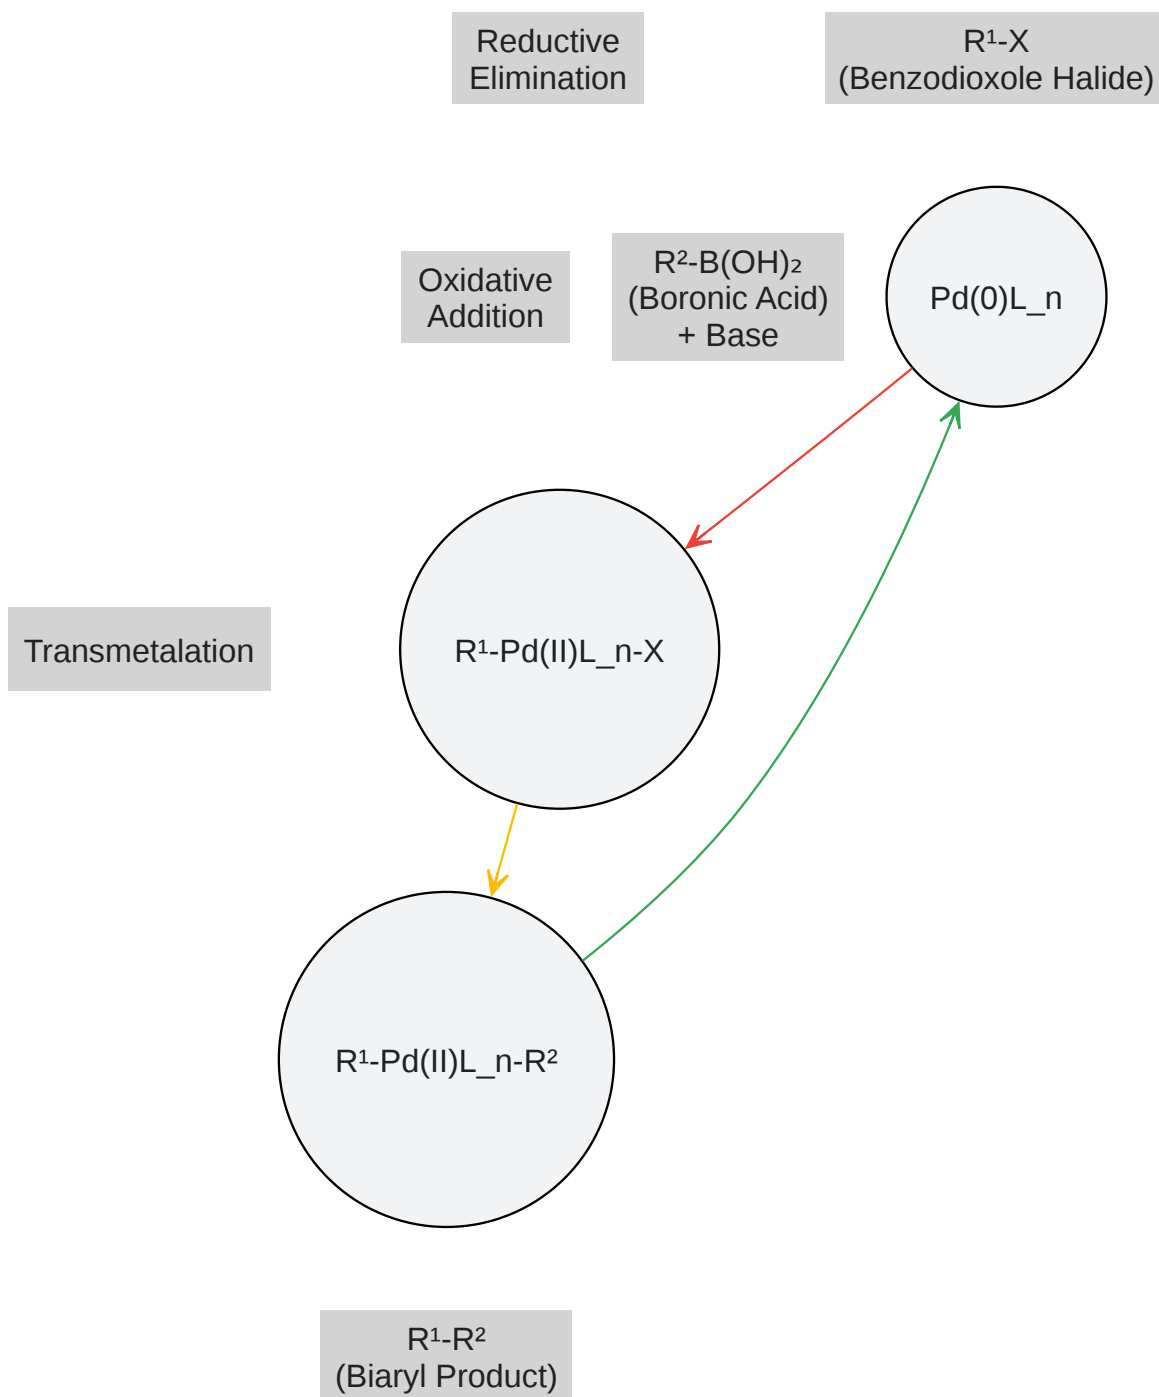 Reductive
Elimination
R¹-X
(Benzodioxole Halide)
Oxidative
Addition
R²-B(OH)₂
(Boronic Acid)
+ Base
Pd(0)L_n
Transmetalation
R¹-Pd(II)L_n-X
R¹-Pd(II)L_n-R²
R¹-R²
(Biaryl Product)